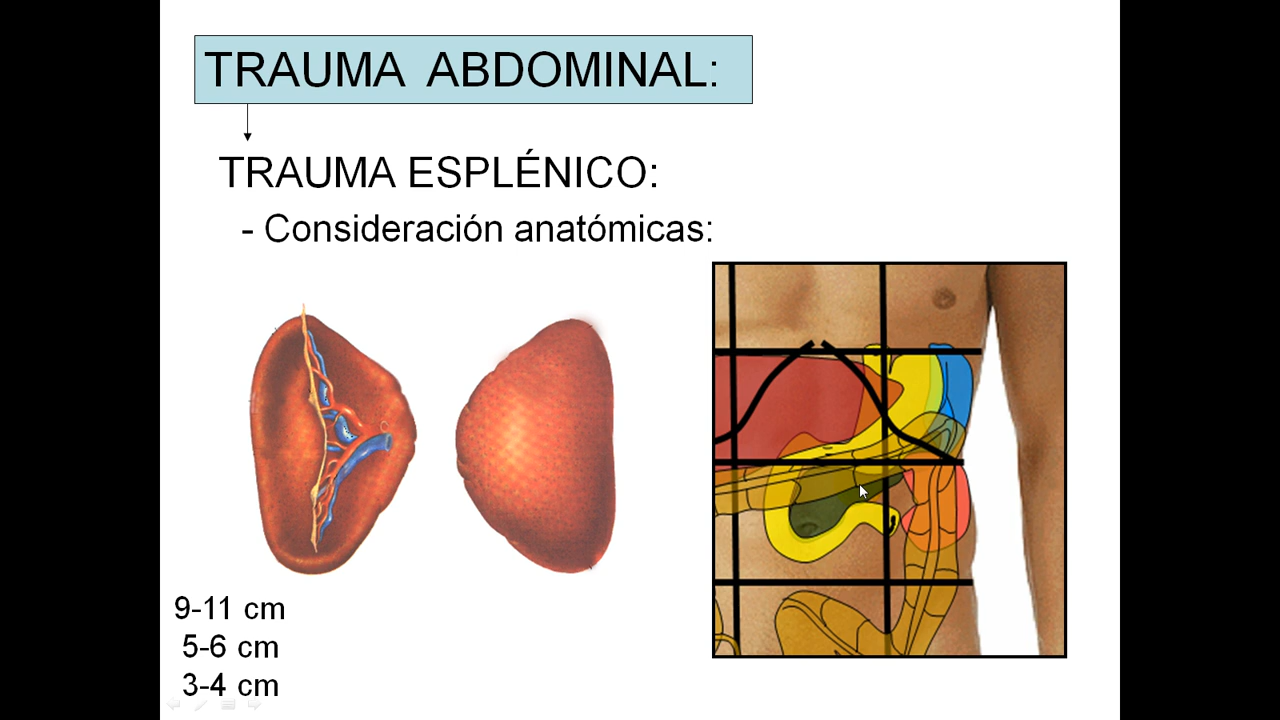 TRAUMA ABDOMINAL:
TRAUMA ESPLÉNICO:
- Consideración anatómicas:
9-11 cm
5-6 cm
3-4 cm